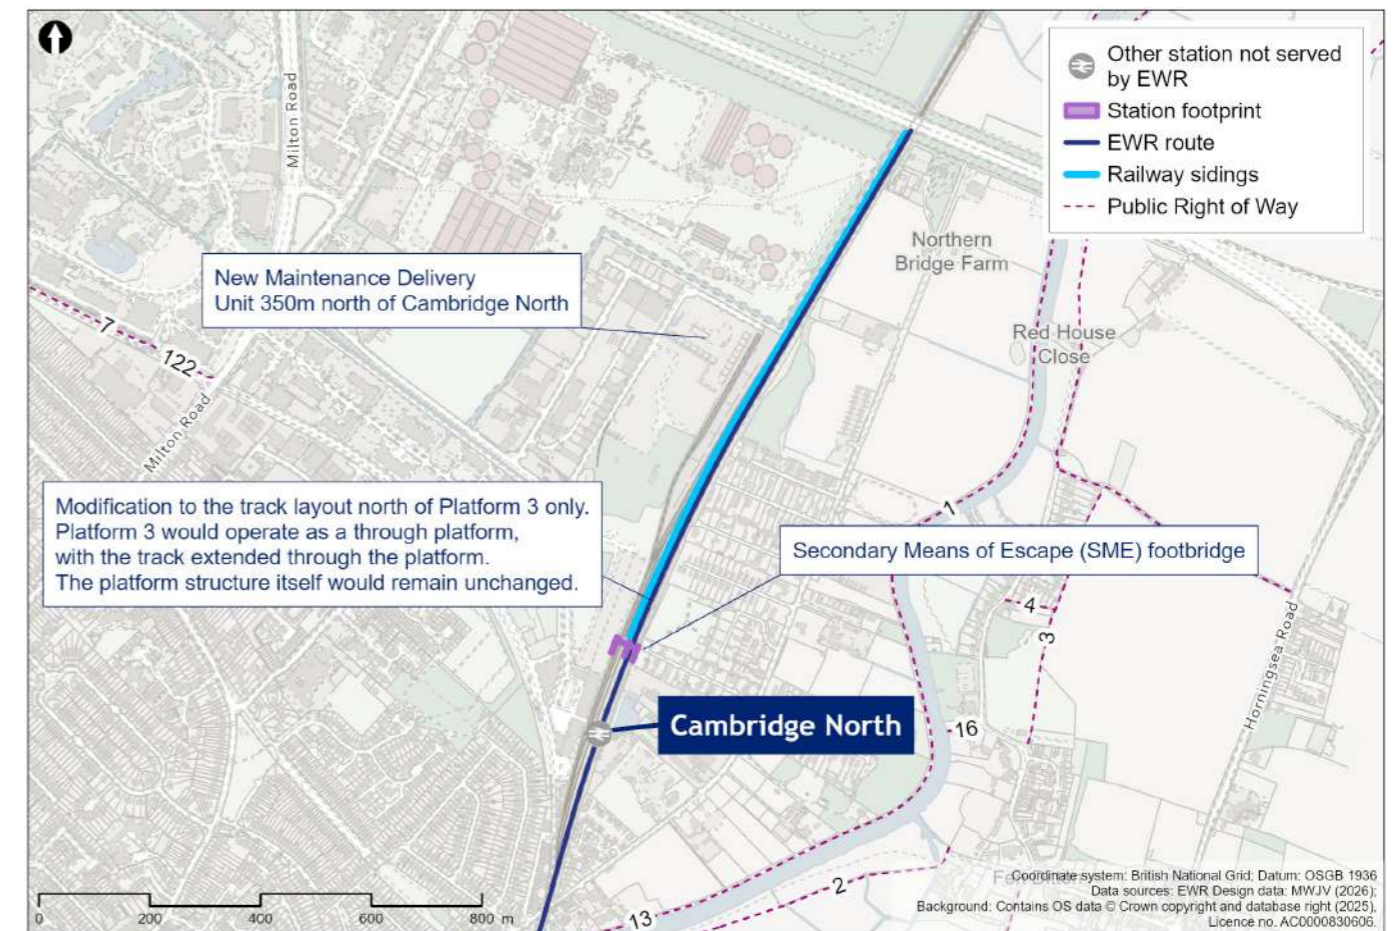 Milton Road
Other station not served
by EWR
Station footprint
EWR route
Railway sidings
Public Right of Way
Northern
Bridge Farm
New Maintenance Delivery
Unit 350m north of Cambridge North
7
122
Red House
Close
Milton Road
Modification to the track layout north of Platform 3 only.
Platform 3 would operate as a through platform,
with the track extended through the platform.
The platform structure itself would remain unchanged.
1
Secondary Means of Escape (SME) footbridge
4
3
Horningsea Road
Cambridge North
16
2
13
0
200
400
600
800 m
Coordinate system: British National Grid; Datum: OSGB 1936
Data sources: EWR Design data: MWJV (2026);
Background: Contains OS data © Crown copyright and database right (2025),
Licence no. AC0000830606.